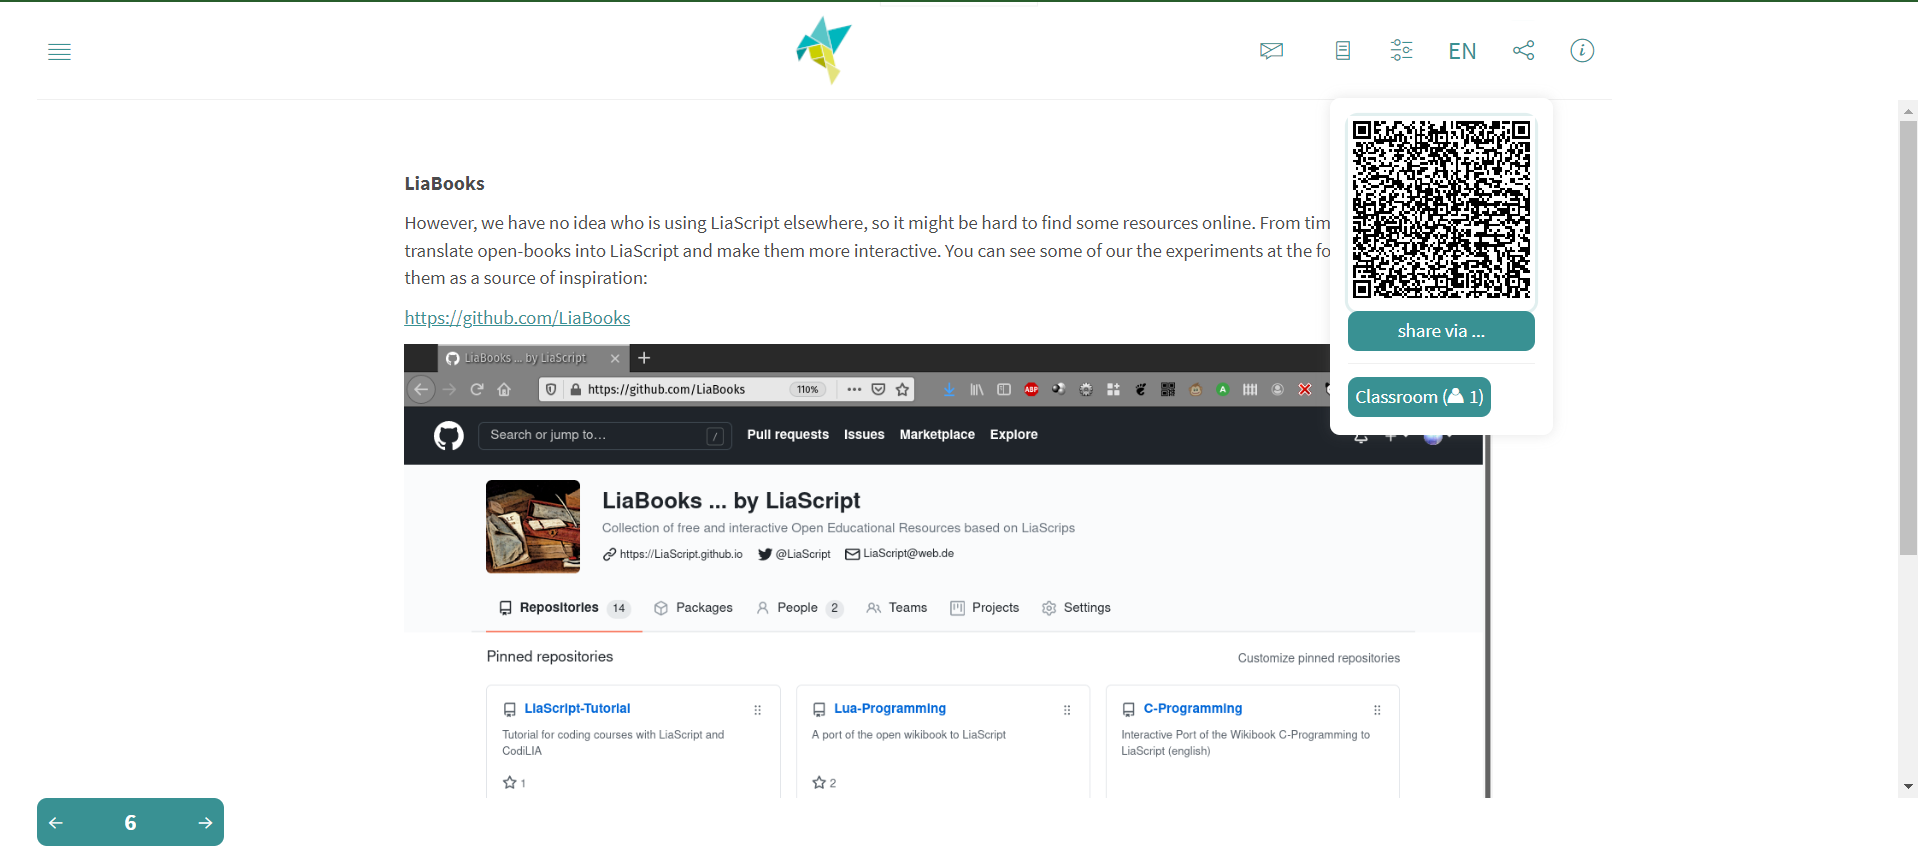 EN
LiaBooks
However, we have no idea who is using LiaScript elsewhere, so it might be hard to find some resources online. From tim
translate open-books into LiaScript and make them more interactive. You can see some of our the experiments at the fo
them as a source of inspiration:
https://github.com/LiaBooks
share via ...
Classroom ( 1)
LiaBooks ... by LiaScript
https://github.com/LiaBooks 110%
ABP
A
Search or jump to… / Pull requests Issues Marketplace Explore
LiaBooks ... by LiaScript
Collection of free and interactive Open Educational Resources based on LiaScrips
https://LiaScript.github.io @LiaScript LiaScript@web.de
Repositories 14 Packages People 2 Teams Projects Settings
Pinned repositories Customize pinned repositories
LiaScript-Tutorial
Tutorial for coding courses with LiaScript and
CodiLIA
1
Lua-Programming
A port of the open wikibook to LiaScript
2
C-Programming
Interactive Port of the Wikibook C-Programming to
LiaScript (english)
6